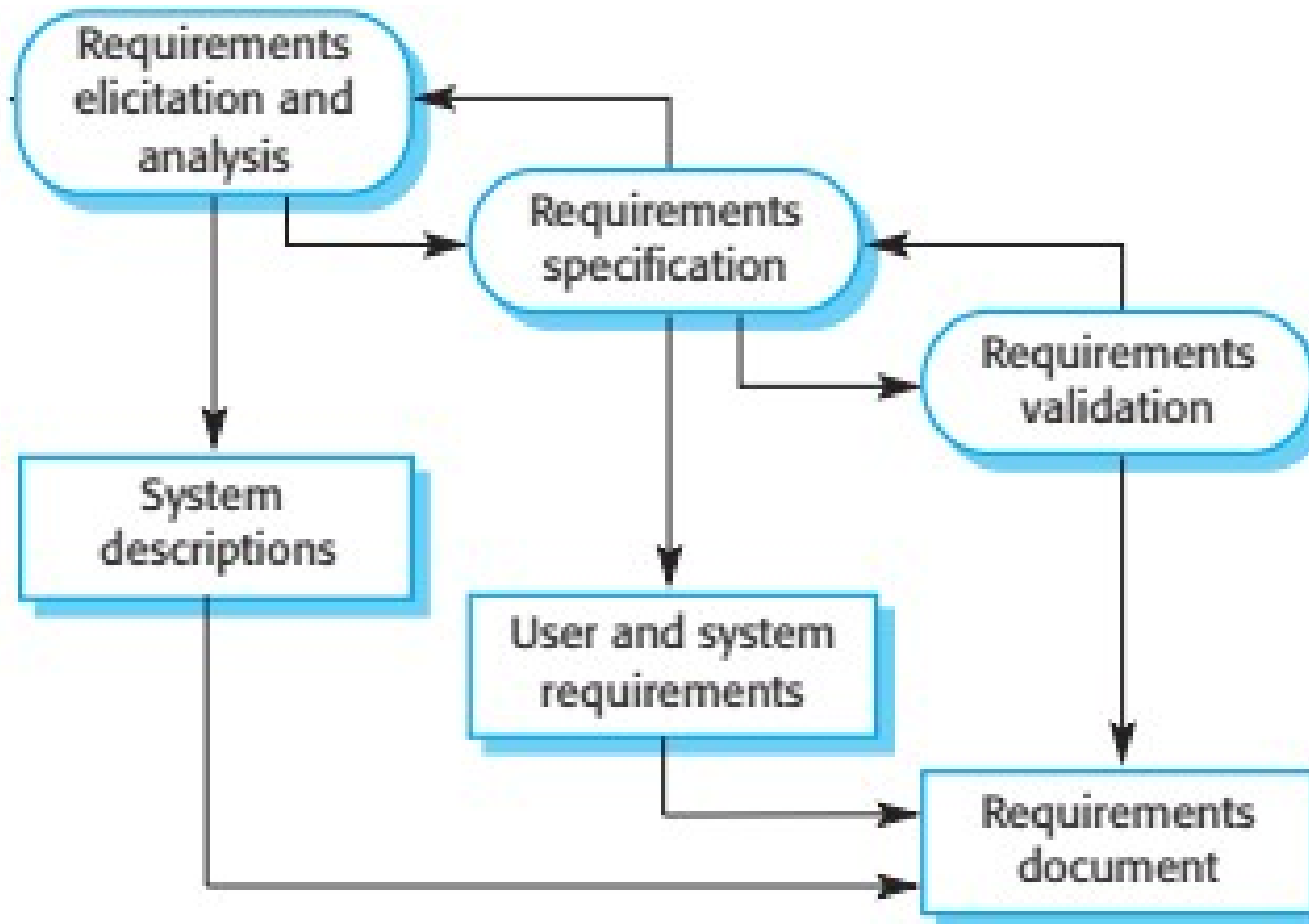 Requirements
elicitation and
analysis
Requirements
specification
Requirements
validation
System
descriptions
User and system
requirements
Requirements
document